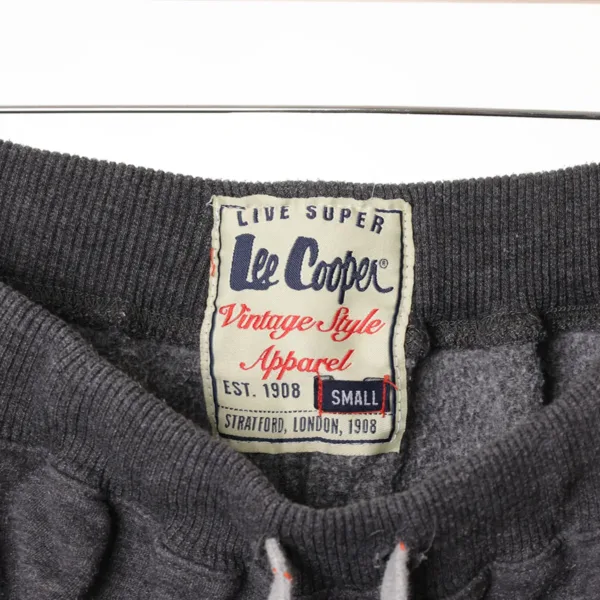 LIVE SUPER
Lee Cooper®
Vintage Style
Apparel
EST. 1908 SMALL
STRATFORD, LONDON, 1908